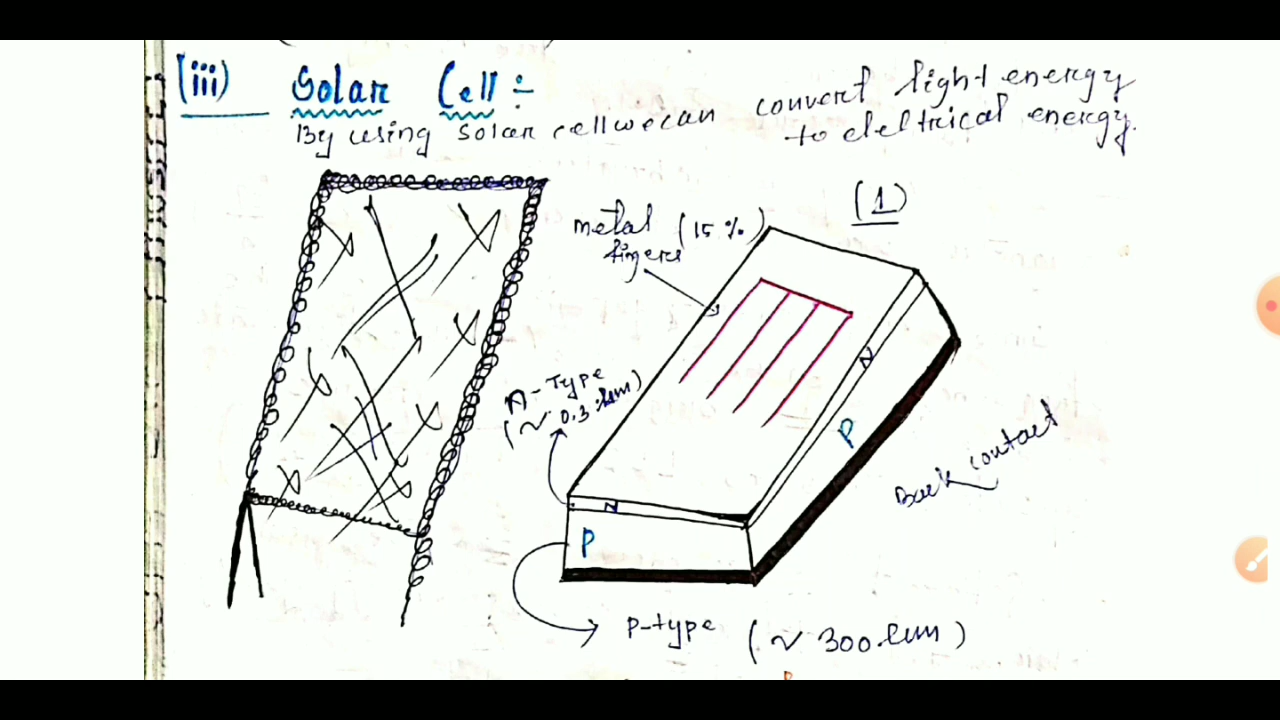 (iii) Solar Cell :-
By using solar cell we can convert light energy
to eleltrical energy.
(1)
metal (15%)
fingers
n-Type
(~ 0.3 µm)
N
N
P
P
Back contact
p-type (~ 300 µm)